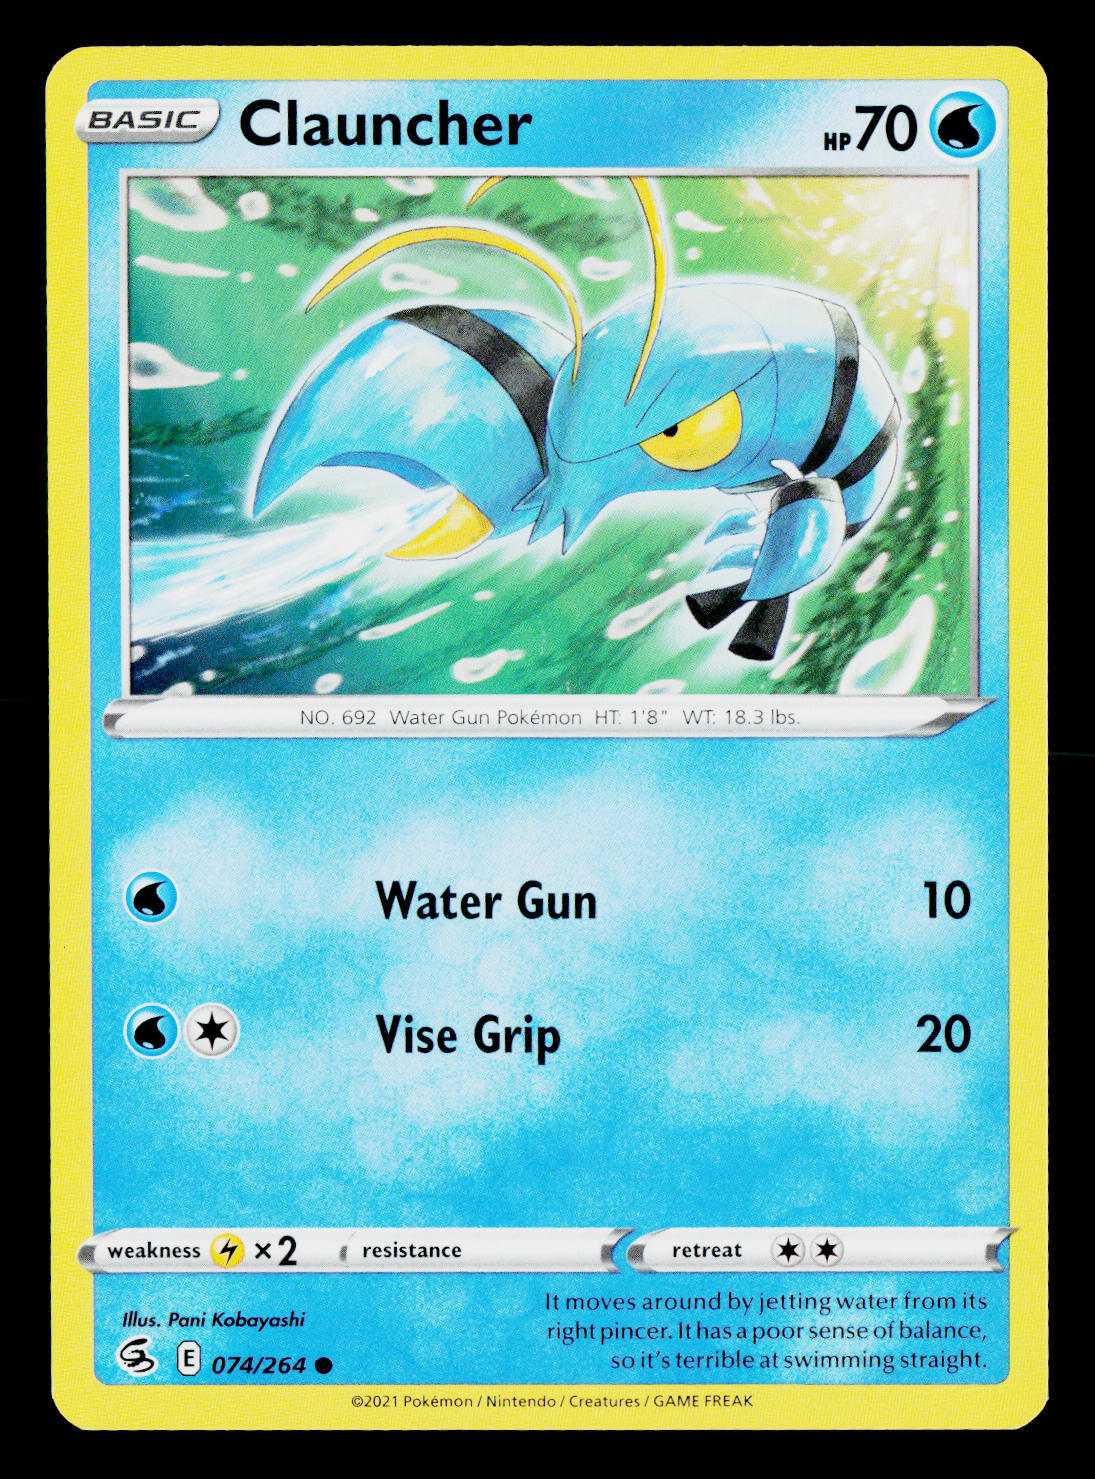 BASIC Clauncher HP 70
NO. 692 Water Gun Pokémon HT: 1'8" WT: 18.3 lbs.
Water Gun 10
Vise Grip 20
weakness ×2 resistance retreat
Illus. Pani Kobayashi
It moves around by jetting water from its
right pincer. It has a poor sense of balance,
so it's terrible at swimming straight.
E 074/264
©2021 Pokémon / Nintendo / Creatures / GAME FREAK